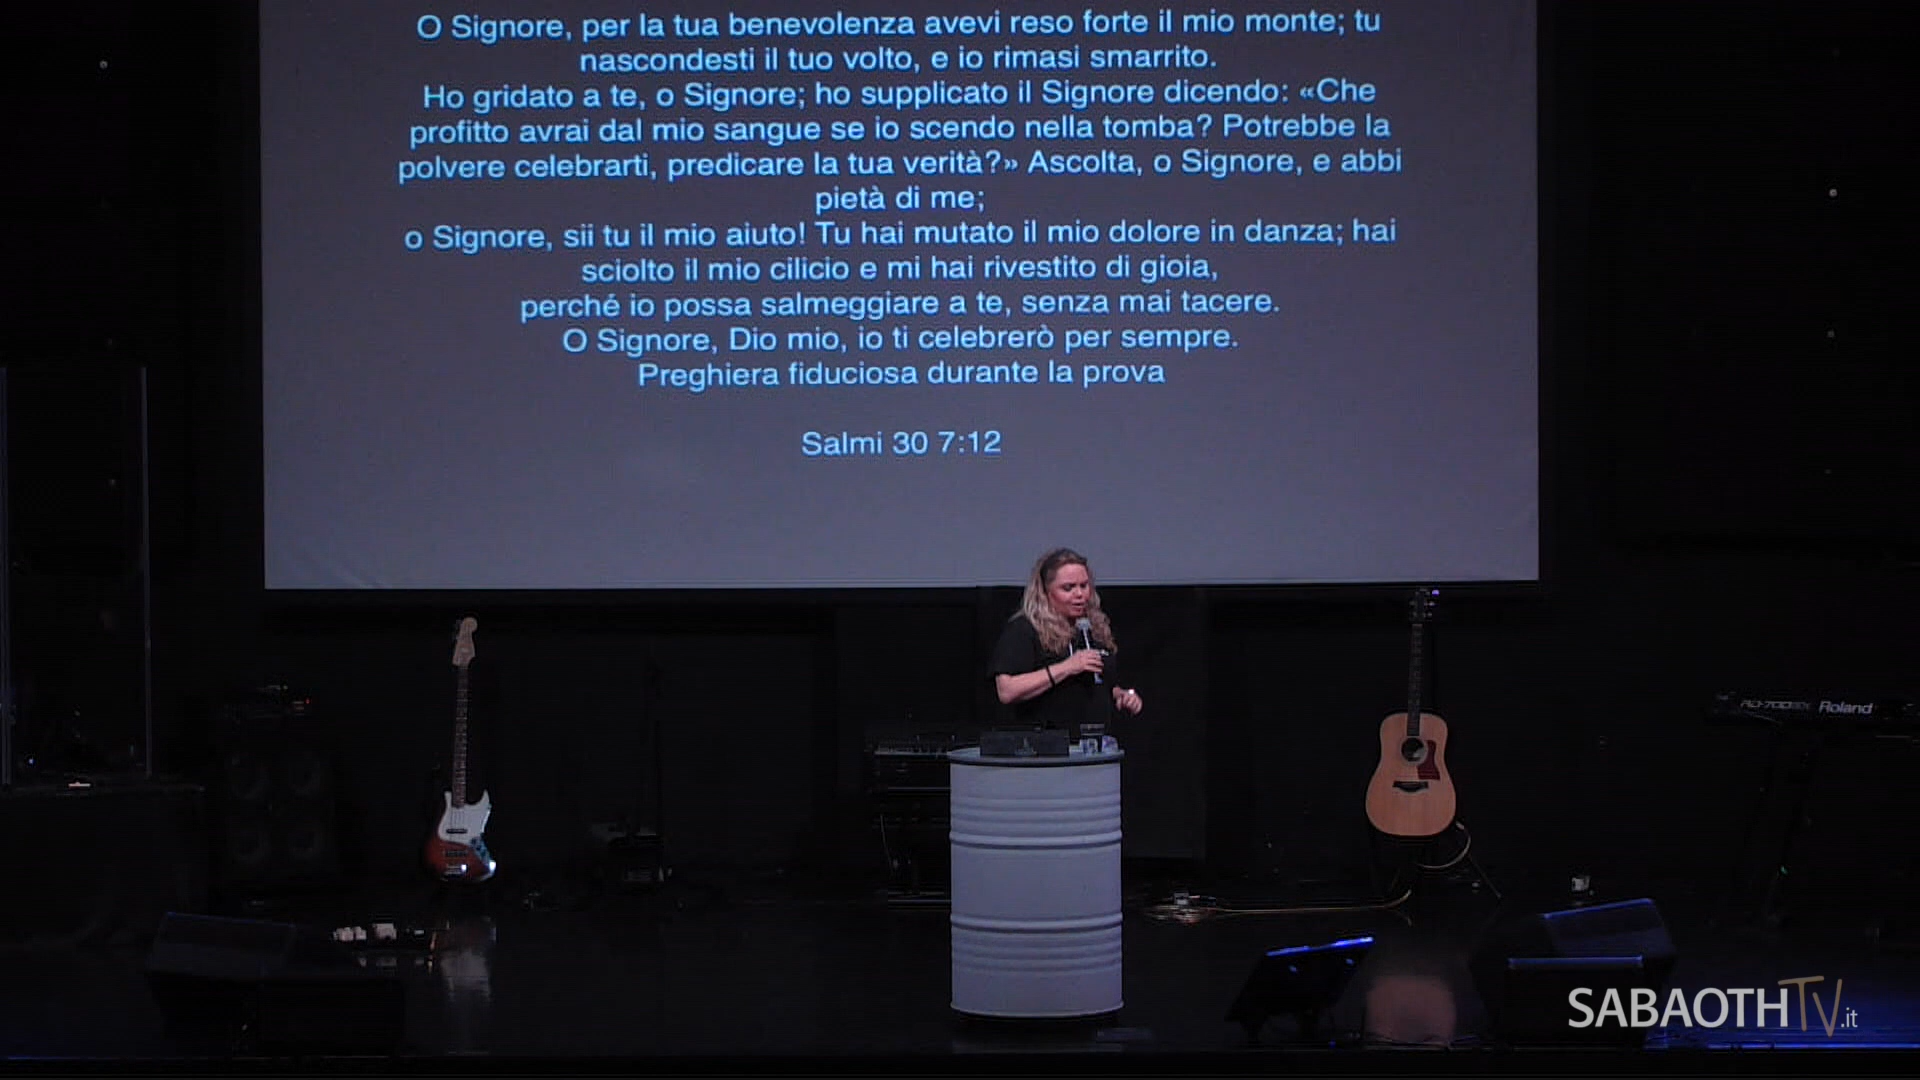 O Signore, per la tua benevolenza avevi reso forte il mio monte; tu
nascondesti il tuo volto, e io rimasi smarrito.
Ho gridato a te, o Signore; ho supplicato il Signore dicendo: «Che
profitto avrai dal mio sangue se io scendo nella tomba? Potrebbe la
polvere celebrarti, predicare la tua verità?» Ascolta, o Signore, e abbi
pietà di me;
o Signore, sii tu il mio aiuto! Tu hai mutato il mio dolore in danza; hai
sciolto il mio cilicio e mi hai rivestito di gioia,
perché io possa salmeggiare a te, senza mai tacere.
O Signore, Dio mio, io ti celebrerò per sempre.
Preghiera fiduciosa durante la prova
Salmi 30 7:12
Roland
SABAOTHTV.it